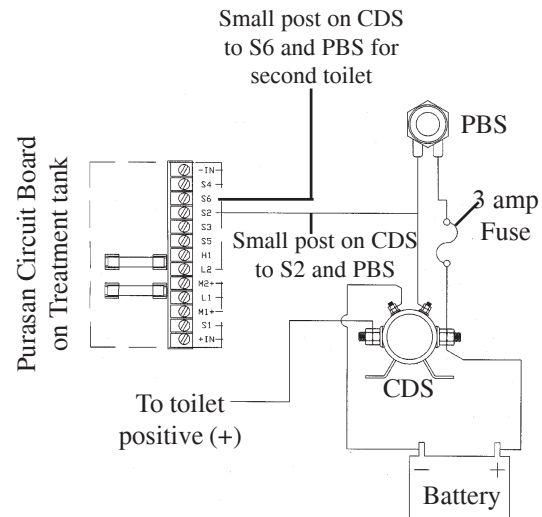 Small post on CDS
to S6 and PBS for
second toilet
PBS
3 amp
Fuse
Purasan Circuit Board
on Treatment tank
-IN
S4
S6
S2
S3
S5
H1
L2
M2+
L1
M1+
S1
+IN
Small post on CDS
to S2 and PBS
CDS
To toilet
positive (+)
- +
Battery